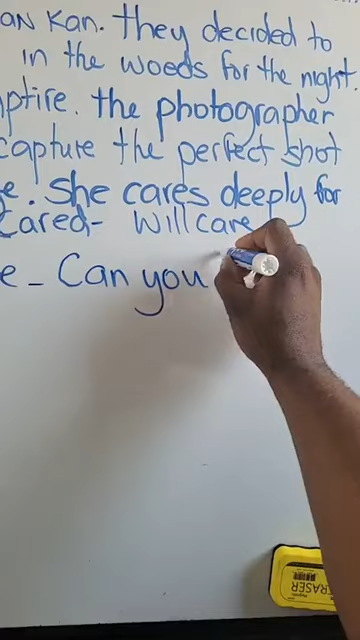 AN KAN. they decided to
in the woods for the night.
ptire. the photographer
capture the perfect shot
e. She cares deeply for
Cared- Will care
e - Can you
ERASER